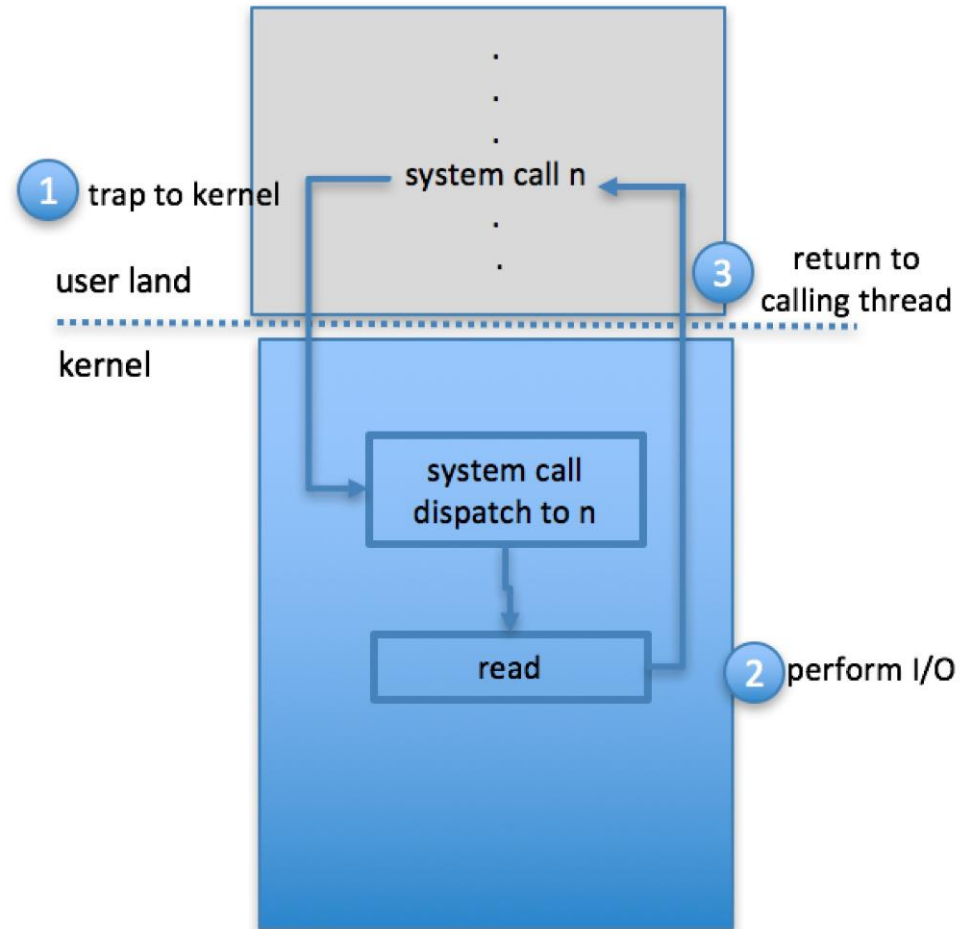 .
.
.
system call n
.
.
1 trap to kernel
user land
3 return to
calling thread
kernel
system call
dispatch to n
read
2 perform I/O